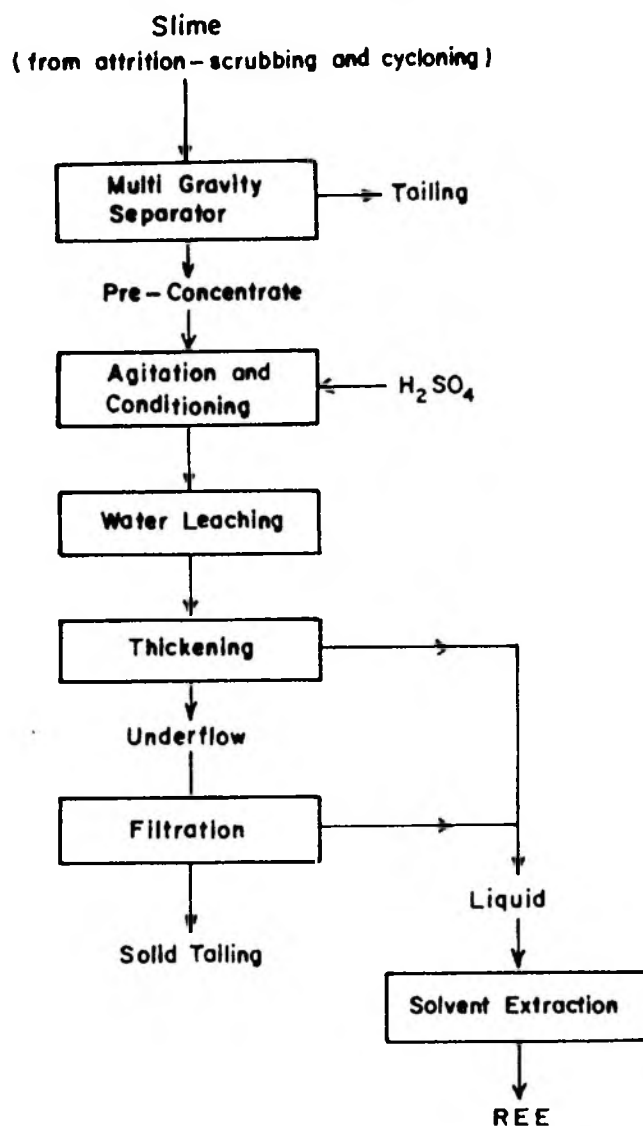 Slime
(from attrition-scrubbing and cycloning)
Multi Gravity
Separator
Tailing
Pre-Concentrate
Agitation and
Conditioning
H₂SO₄
Water Leaching
Thickening
Underflow
Filtration
Liquid
Solid Tailing
Solvent Extraction
REE